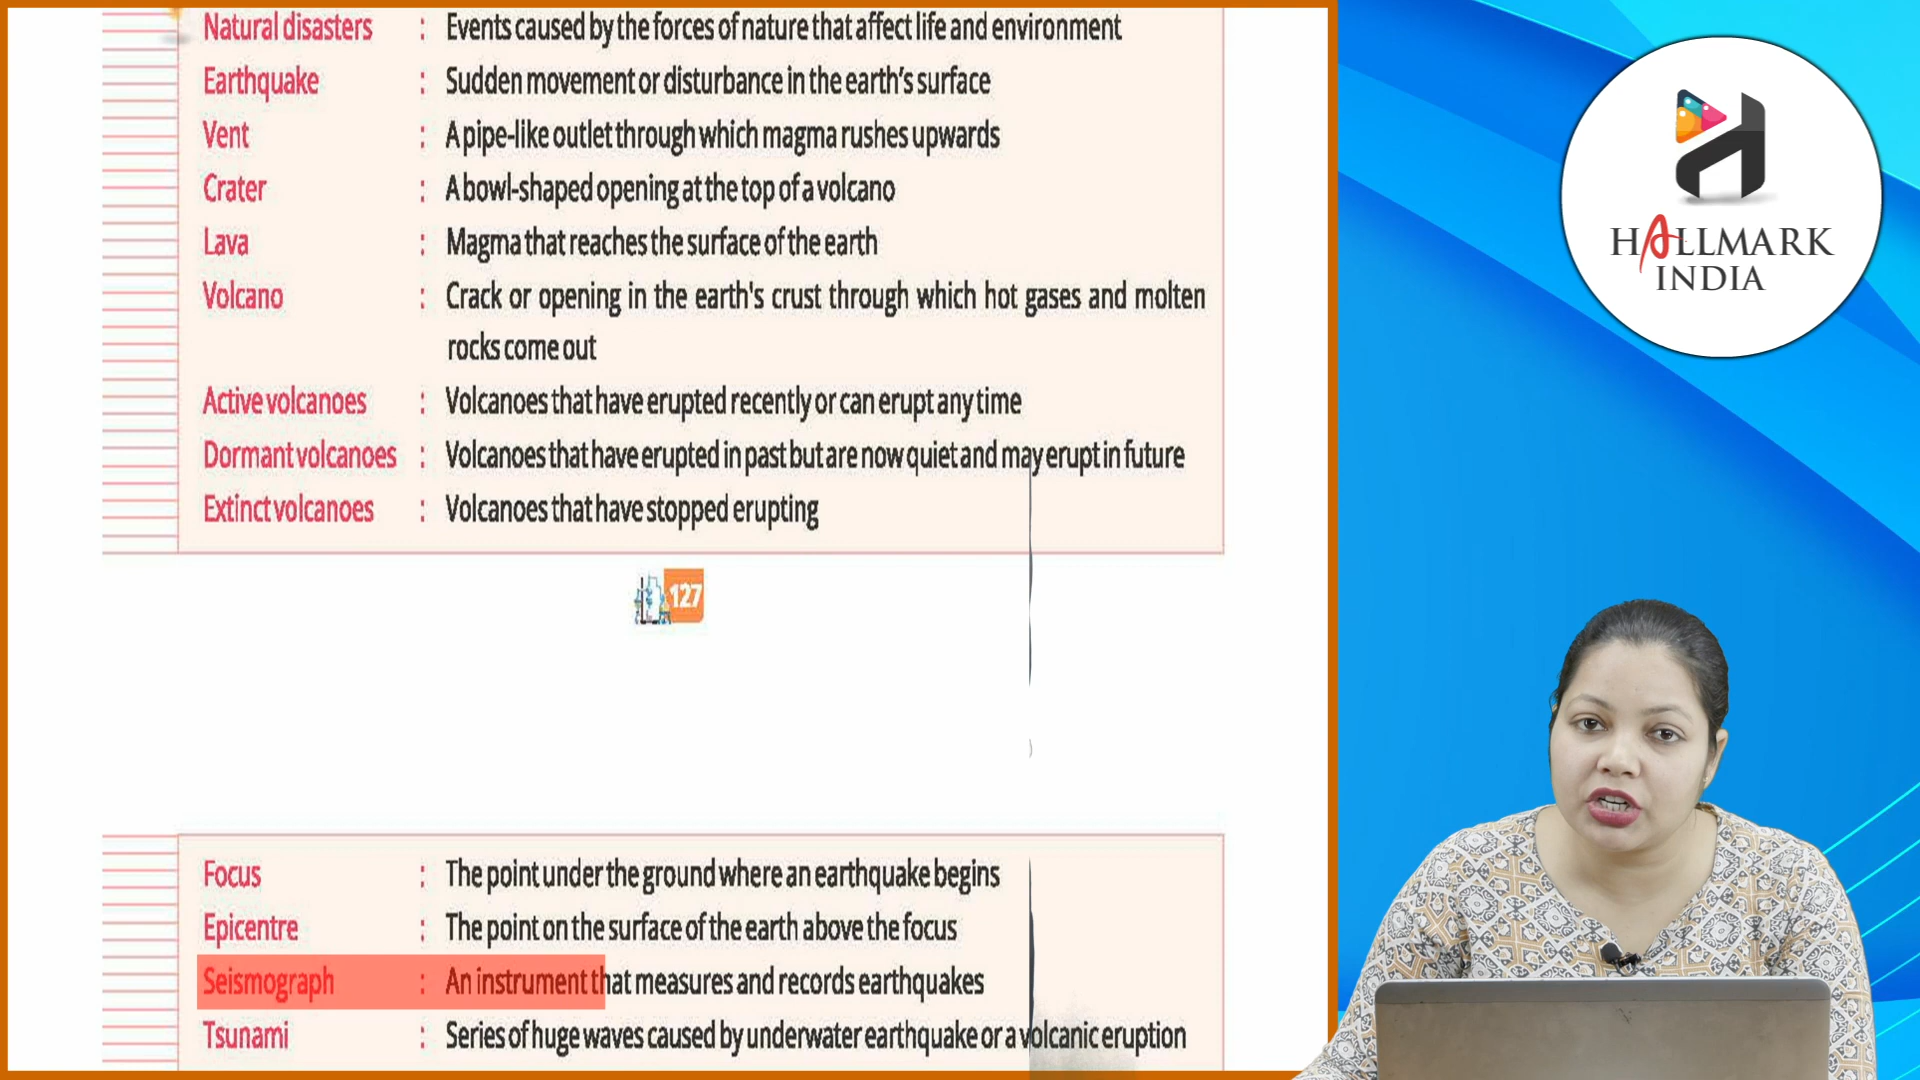 Natural disasters : Events caused by the forces of nature that affect life and environment
Earthquake : Sudden movement or disturbance in the earth's surface
Vent : A pipe-like outlet through which magma rushes upwards
Crater : A bowl-shaped opening at the top of a volcano
Lava : Magma that reaches the surface of the earth
Volcano : Crack or opening in the earth's crust through which hot gases and molten
rocks come out
Active volcanoes : Volcanoes that have erupted recently or can erupt any time
Dormant volcanoes : Volcanoes that have erupted in past but are now quiet and may erupt in future
Extinct volcanoes : Volcanoes that have stopped erupting
127
Focus : The point under the ground where an earthquake begins
Epicentre : The point on the surface of the earth above the focus
Seismograph : An instrument that measures and records earthquakes
Tsunami : Series of huge waves caused by underwater earthquake or a volcanic eruption
HALLMARK
INDIA